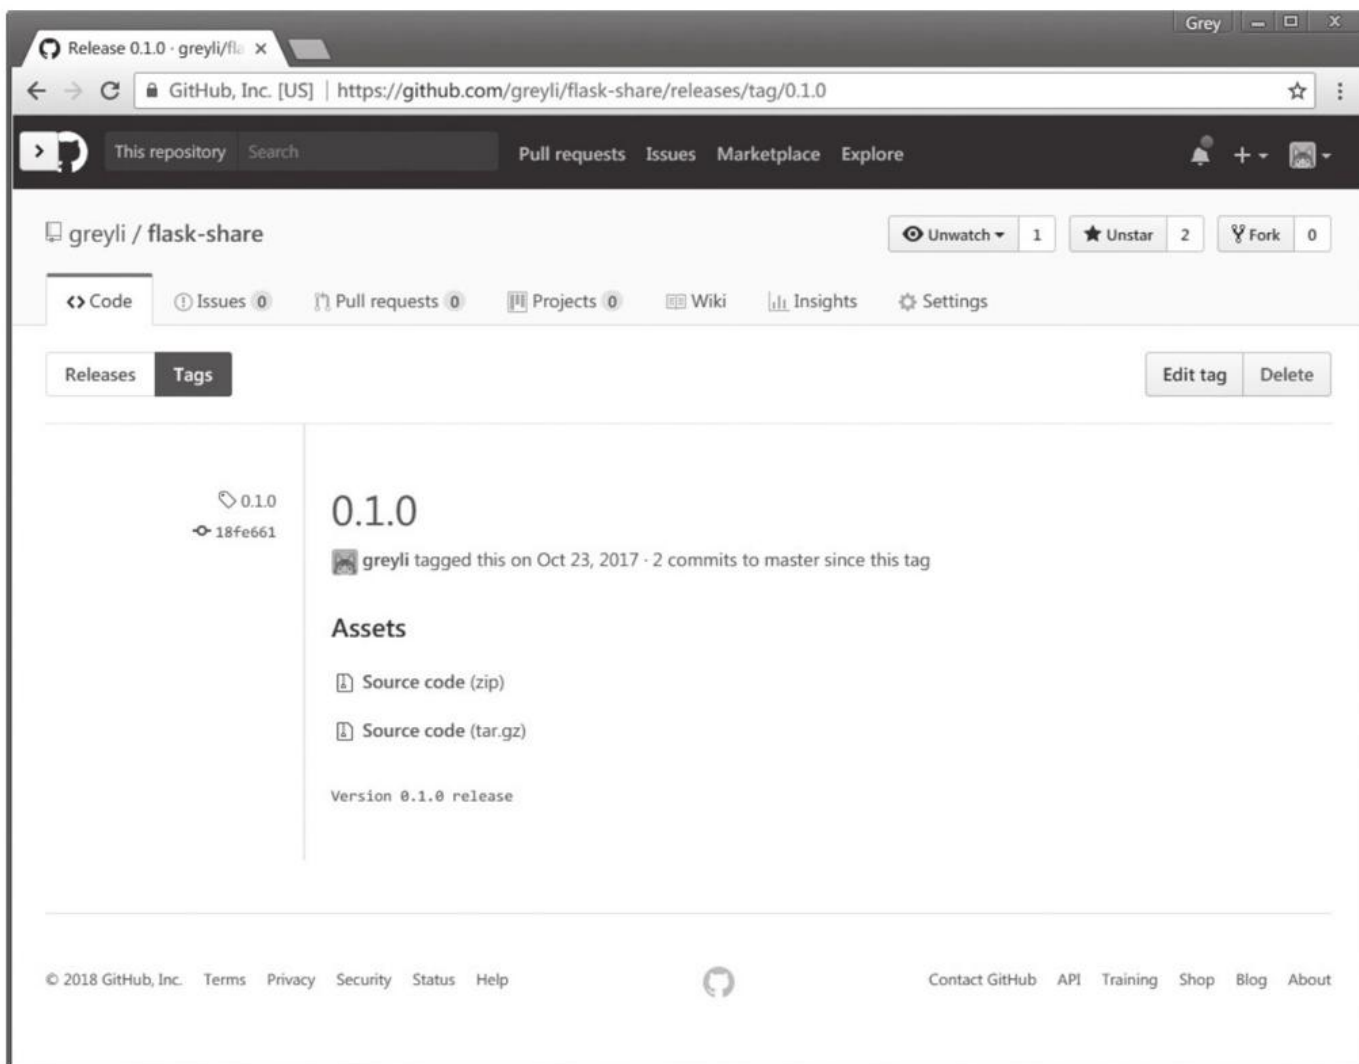 Grey
Release 0.1.0 · greyli/fla
GitHub, Inc. [US] | https://github.com/greyli/flask-share/releases/tag/0.1.0
This repository Search Pull requests Issues Marketplace Explore
greyli / flask-share Unwatch 1 Unstar 2 Fork 0
Code Issues 0 Pull requests 0 Projects 0 Wiki Insights Settings
Releases Tags Edit tag Delete
0.1.0
18fe661
0.1.0
greyli tagged this on Oct 23, 2017 · 2 commits to master since this tag
Assets
Source code (zip)
Source code (tar.gz)
Version 0.1.0 release
© 2018 GitHub, Inc. Terms Privacy Security Status Help Contact GitHub API Training Shop Blog About